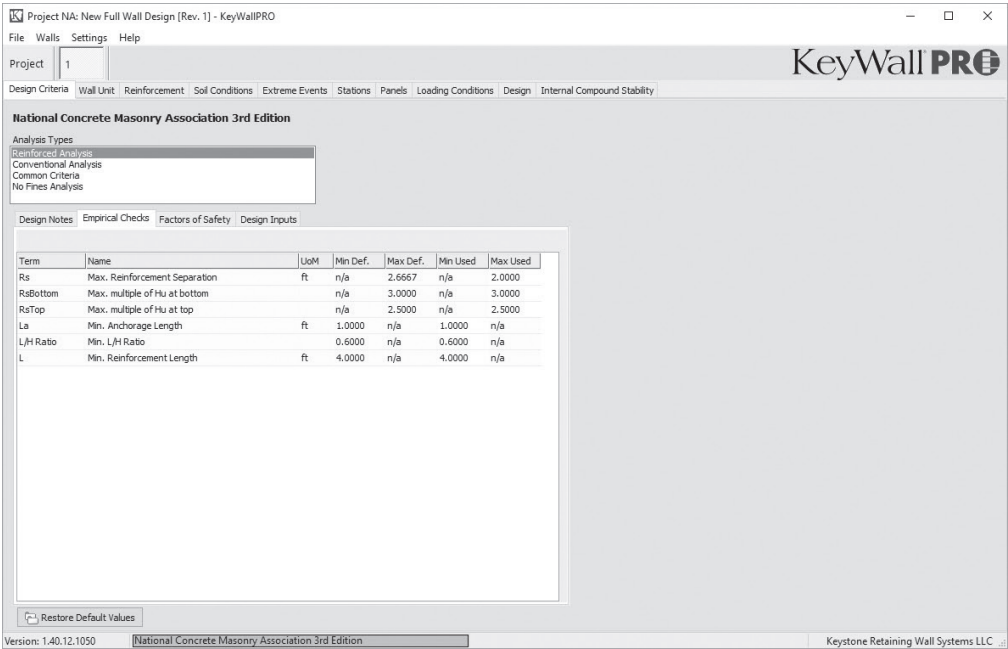 Project NA: New Full Wall Design [Rev. 1] - KeyWallPRO
File Walls Settings Help
Project 1
KeyWall PRO
Design Criteria Wall Unit Reinforcement Soil Conditions Extreme Events Stations Panels Loading Conditions Design Internal Compound Stability
National Concrete Masonry Association 3rd Edition
Analysis Types
Reinforced Analysis
Conventional Analysis
Common Criteria
No Fines Analysis
Design Notes Empirical Checks Factors of Safety Design Inputs
Term Name UoM Min Def. Max Def. Min Used Max Used
Rs Max. Reinforcement Separation ft n/a 2.6667 n/a 2.0000
RsBottom Max. multiple of Hu at bottom n/a 3.0000 n/a 3.0000
RsTop Max. multiple of Hu at top n/a 2.5000 n/a 2.5000
La Min. Anchorage Length ft 1.0000 n/a 1.0000 n/a
L/H Ratio Min. L/H Ratio 0.6000 n/a 0.6000 n/a
L Min. Reinforcement Length ft 4.0000 n/a 4.0000 n/a
Restore Default Values
Version: 1.40.12.1050 National Concrete Masonry Association 3rd Edition Keystone Retaining Wall Systems LLC